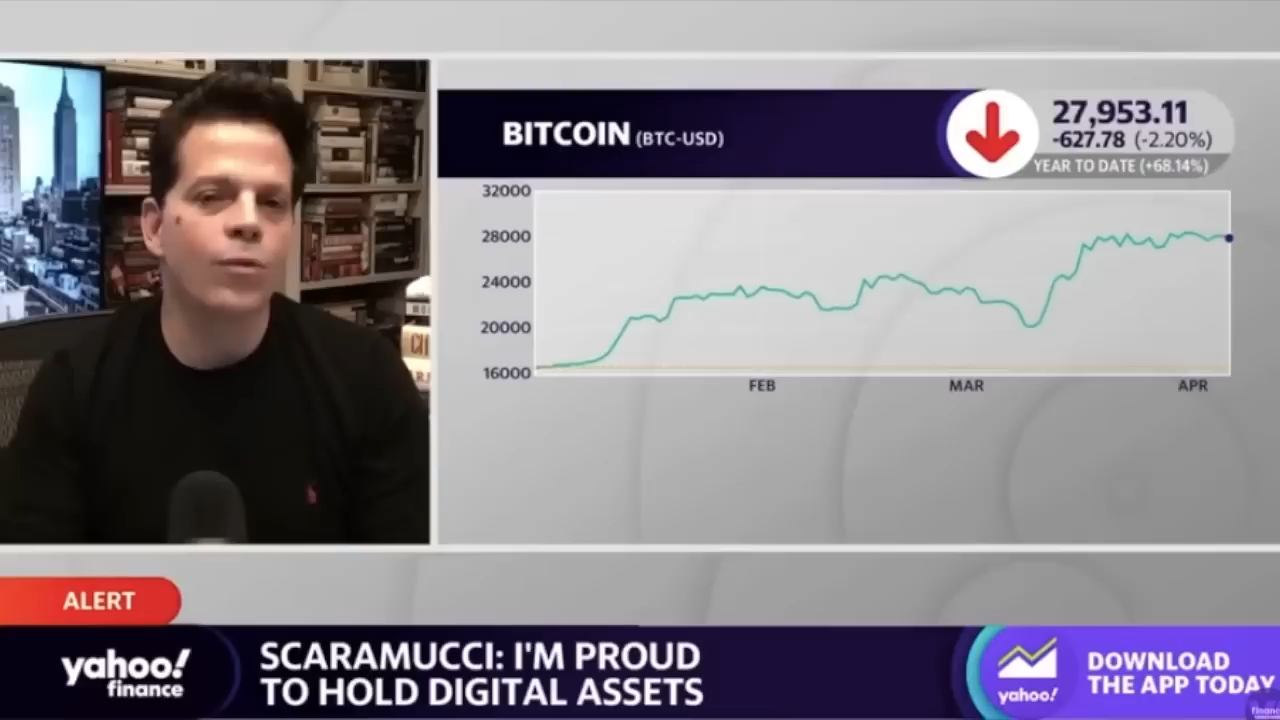 BITCOIN (BTC-USD)
27,953.11
-627.78 (-2.20%)
YEAR TO DATE (+68.14%)
32000
28000
24000
20000
16000
FEB
MAR
APR
ALERT
yahoo!
finance
SCARAMUCCI: I'M PROUD
TO HOLD DIGITAL ASSETS
yahoo!
DOWNLOAD
THE APP TODAY